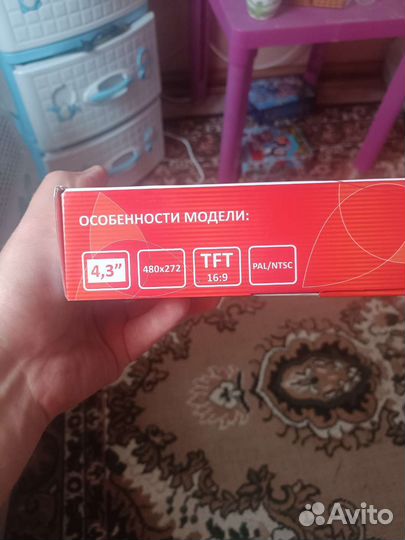 ОСОБЕННОСТИ МОДЕЛИ:
4,3” 480x272 TFT 16:9 PAL/NTSC
Avito